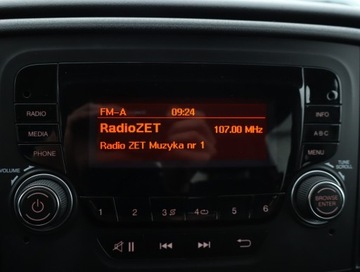 FM-A 09:24
RADIO INFO
RadioZET 107.00 MHz
MEDIA A·B·C
Radio ZET Muzyka nr 1
PHONE MENU
VOLUME TUNE SCROLL
BROWSE ENTER
1 2 3 4 5 6